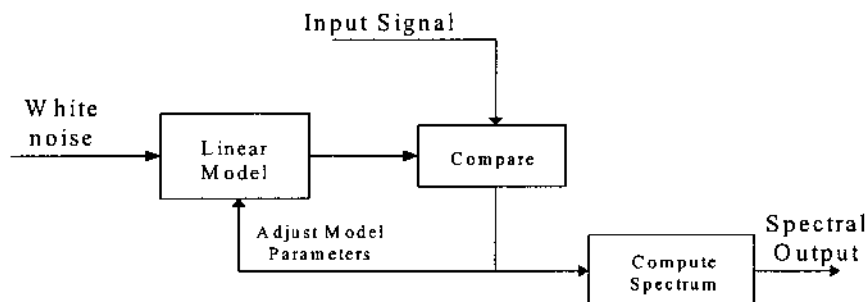 Input Signal
White
noise
Linear
Model
Compare
Adjust Model
Parameters
Spectral
Output
Compute
Spectrum